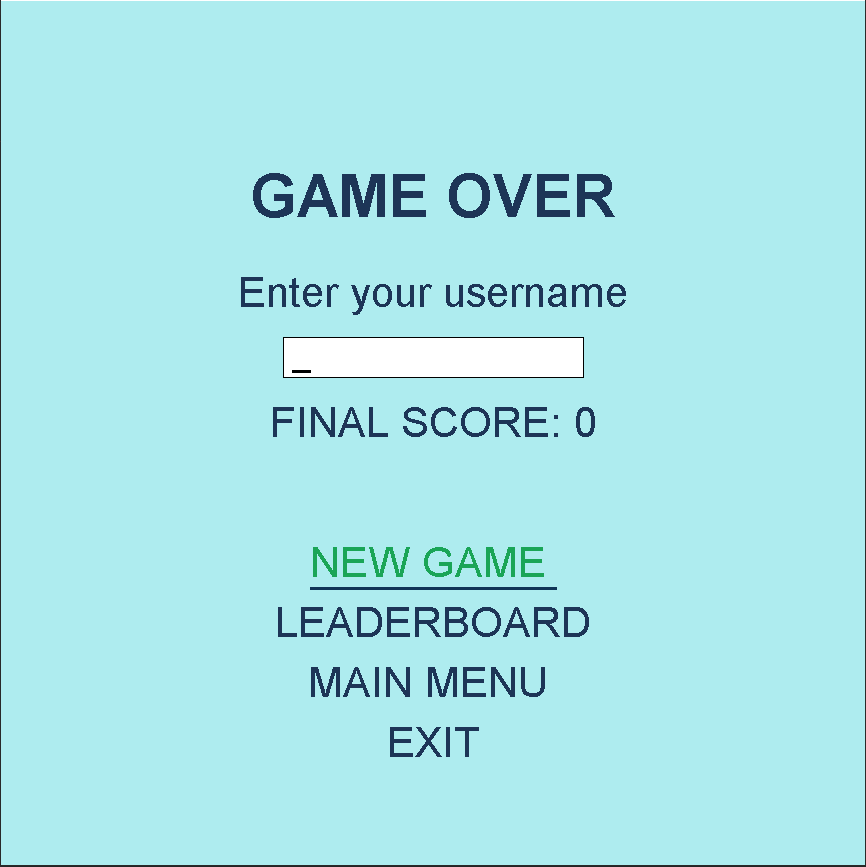 GAME OVER
Enter your username
_
FINAL SCORE: 0
NEW GAME
LEADERBOARD
MAIN MENU
EXIT